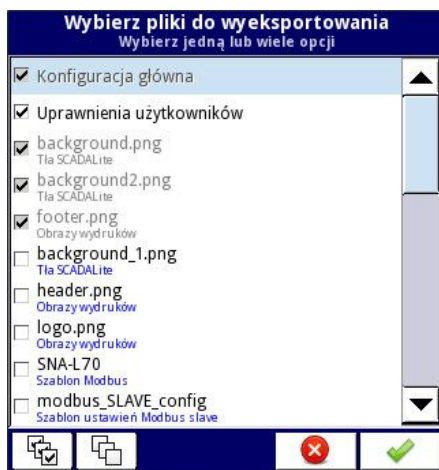 Wybierz pliki do wyeksportowania
Wybierz jedną lub wiele opcji
Konfiguracja główna
Uprawnienia użytkowników
background.png
Tła SCADALite
background2.png
Tła SCADALite
footer.png
Obrazy wydruków
background_1.png
Tła SCADALite
header.png
Obrazy wydruków
logo.png
Obrazy wydruków
SNA-L70
Szablon Modbus
modbus_SLAVE_config
Szablon ustawień Modbus slave